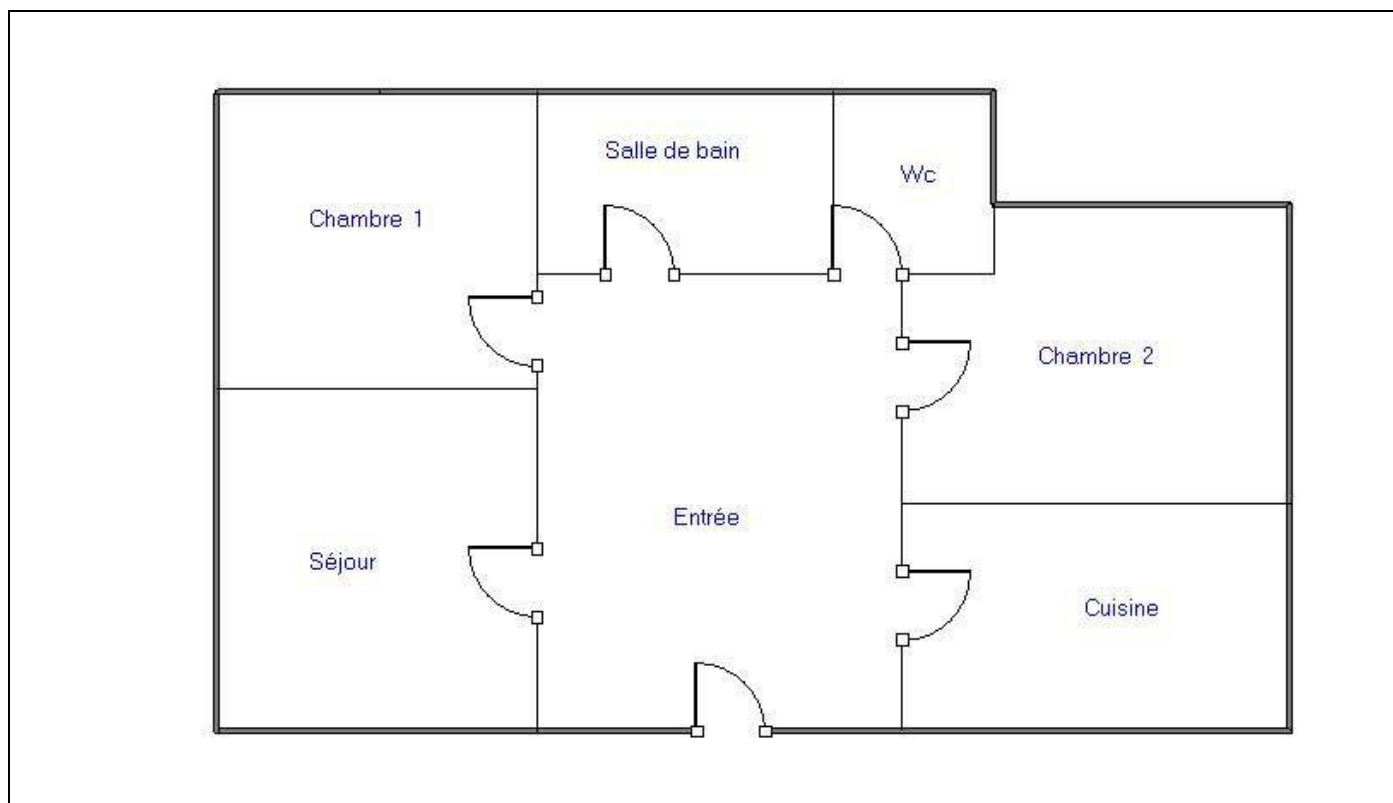 Salle de bain
Wc
Chambre 1
Chambre 2
Entrée
Séjour
Cuisine